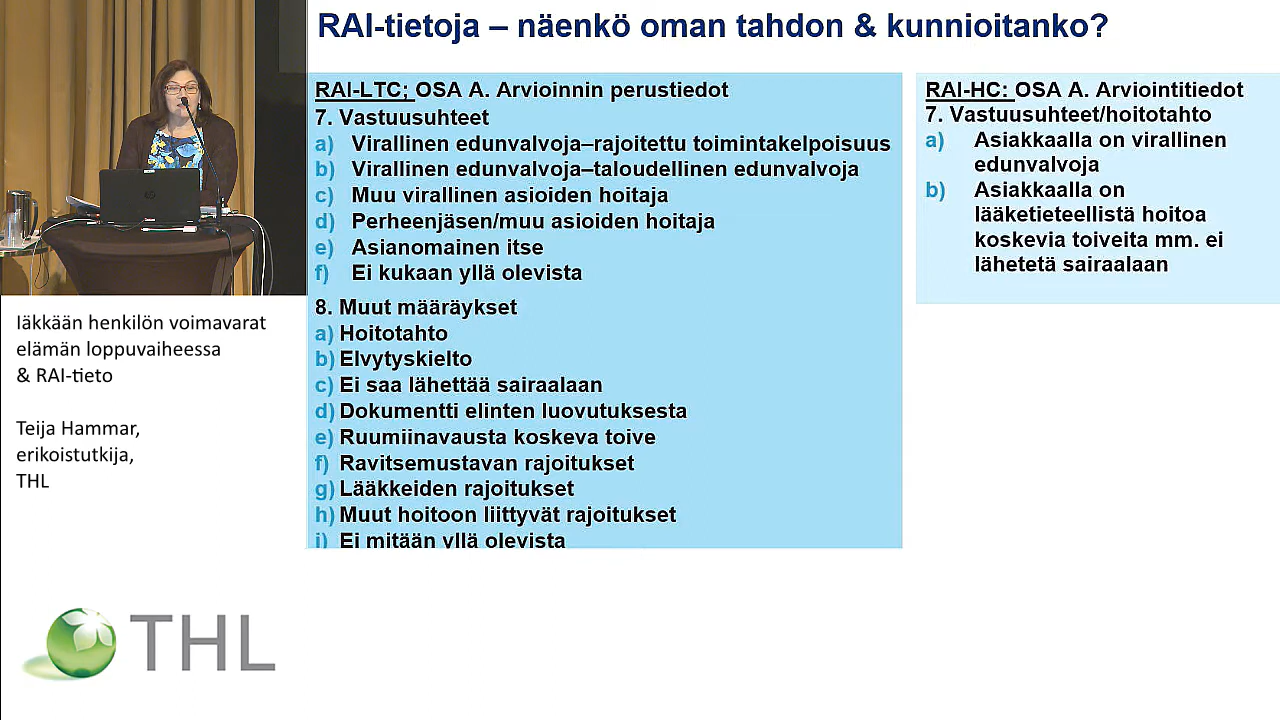 RAI-tietoja – näenkö oman tahdon & kunnioitanko?
RAI-LTC; OSA A. Arvioinnin perustiedot
7. Vastuusuhteet
a) Virallinen edunvalvoja–rajoitettu toimintakelpoisuus
b) Virallinen edunvalvoja–taloudellinen edunvalvoja
c) Muu virallinen asioiden hoitaja
d) Perheenjäsen/muu asioiden hoitaja
e) Asianomainen itse
f) Ei kukaan yllä olevista
8. Muut määräykset
a) Hoitotahto
b) Elvytyskielto
c) Ei saa lähettää sairaalaan
d) Dokumentti elinten luovutuksesta
e) Ruumiinavausta koskeva toive
f) Ravitsemustavan rajoitukset
g) Lääkkeiden rajoitukset
h) Muut hoitoon liittyvät rajoitukset
i) Ei mitään yllä olevista
RAI-HC: OSA A. Arviointitiedot
7. Vastuusuhteet/hoitotahto
a) Asiakkaalla on virallinen
edunvalvoja
b) Asiakkaalla on
lääketieteellistä hoitoa
koskevia toiveita mm. ei
lähetetä sairaalaan
Iäkkään henkilön voimavarat
elämän loppuvaiheessa
& RAI-tieto
Teija Hammar,
erikoistutkija,
THL
THL